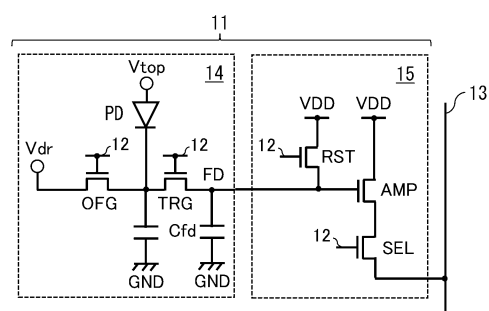 11
14
15
Vtop
PD
VDD
VDD
13
Vdr
12
12
12
RST
FD
OFG
TRG
AMP
Cfd
12
SEL
GND
GND